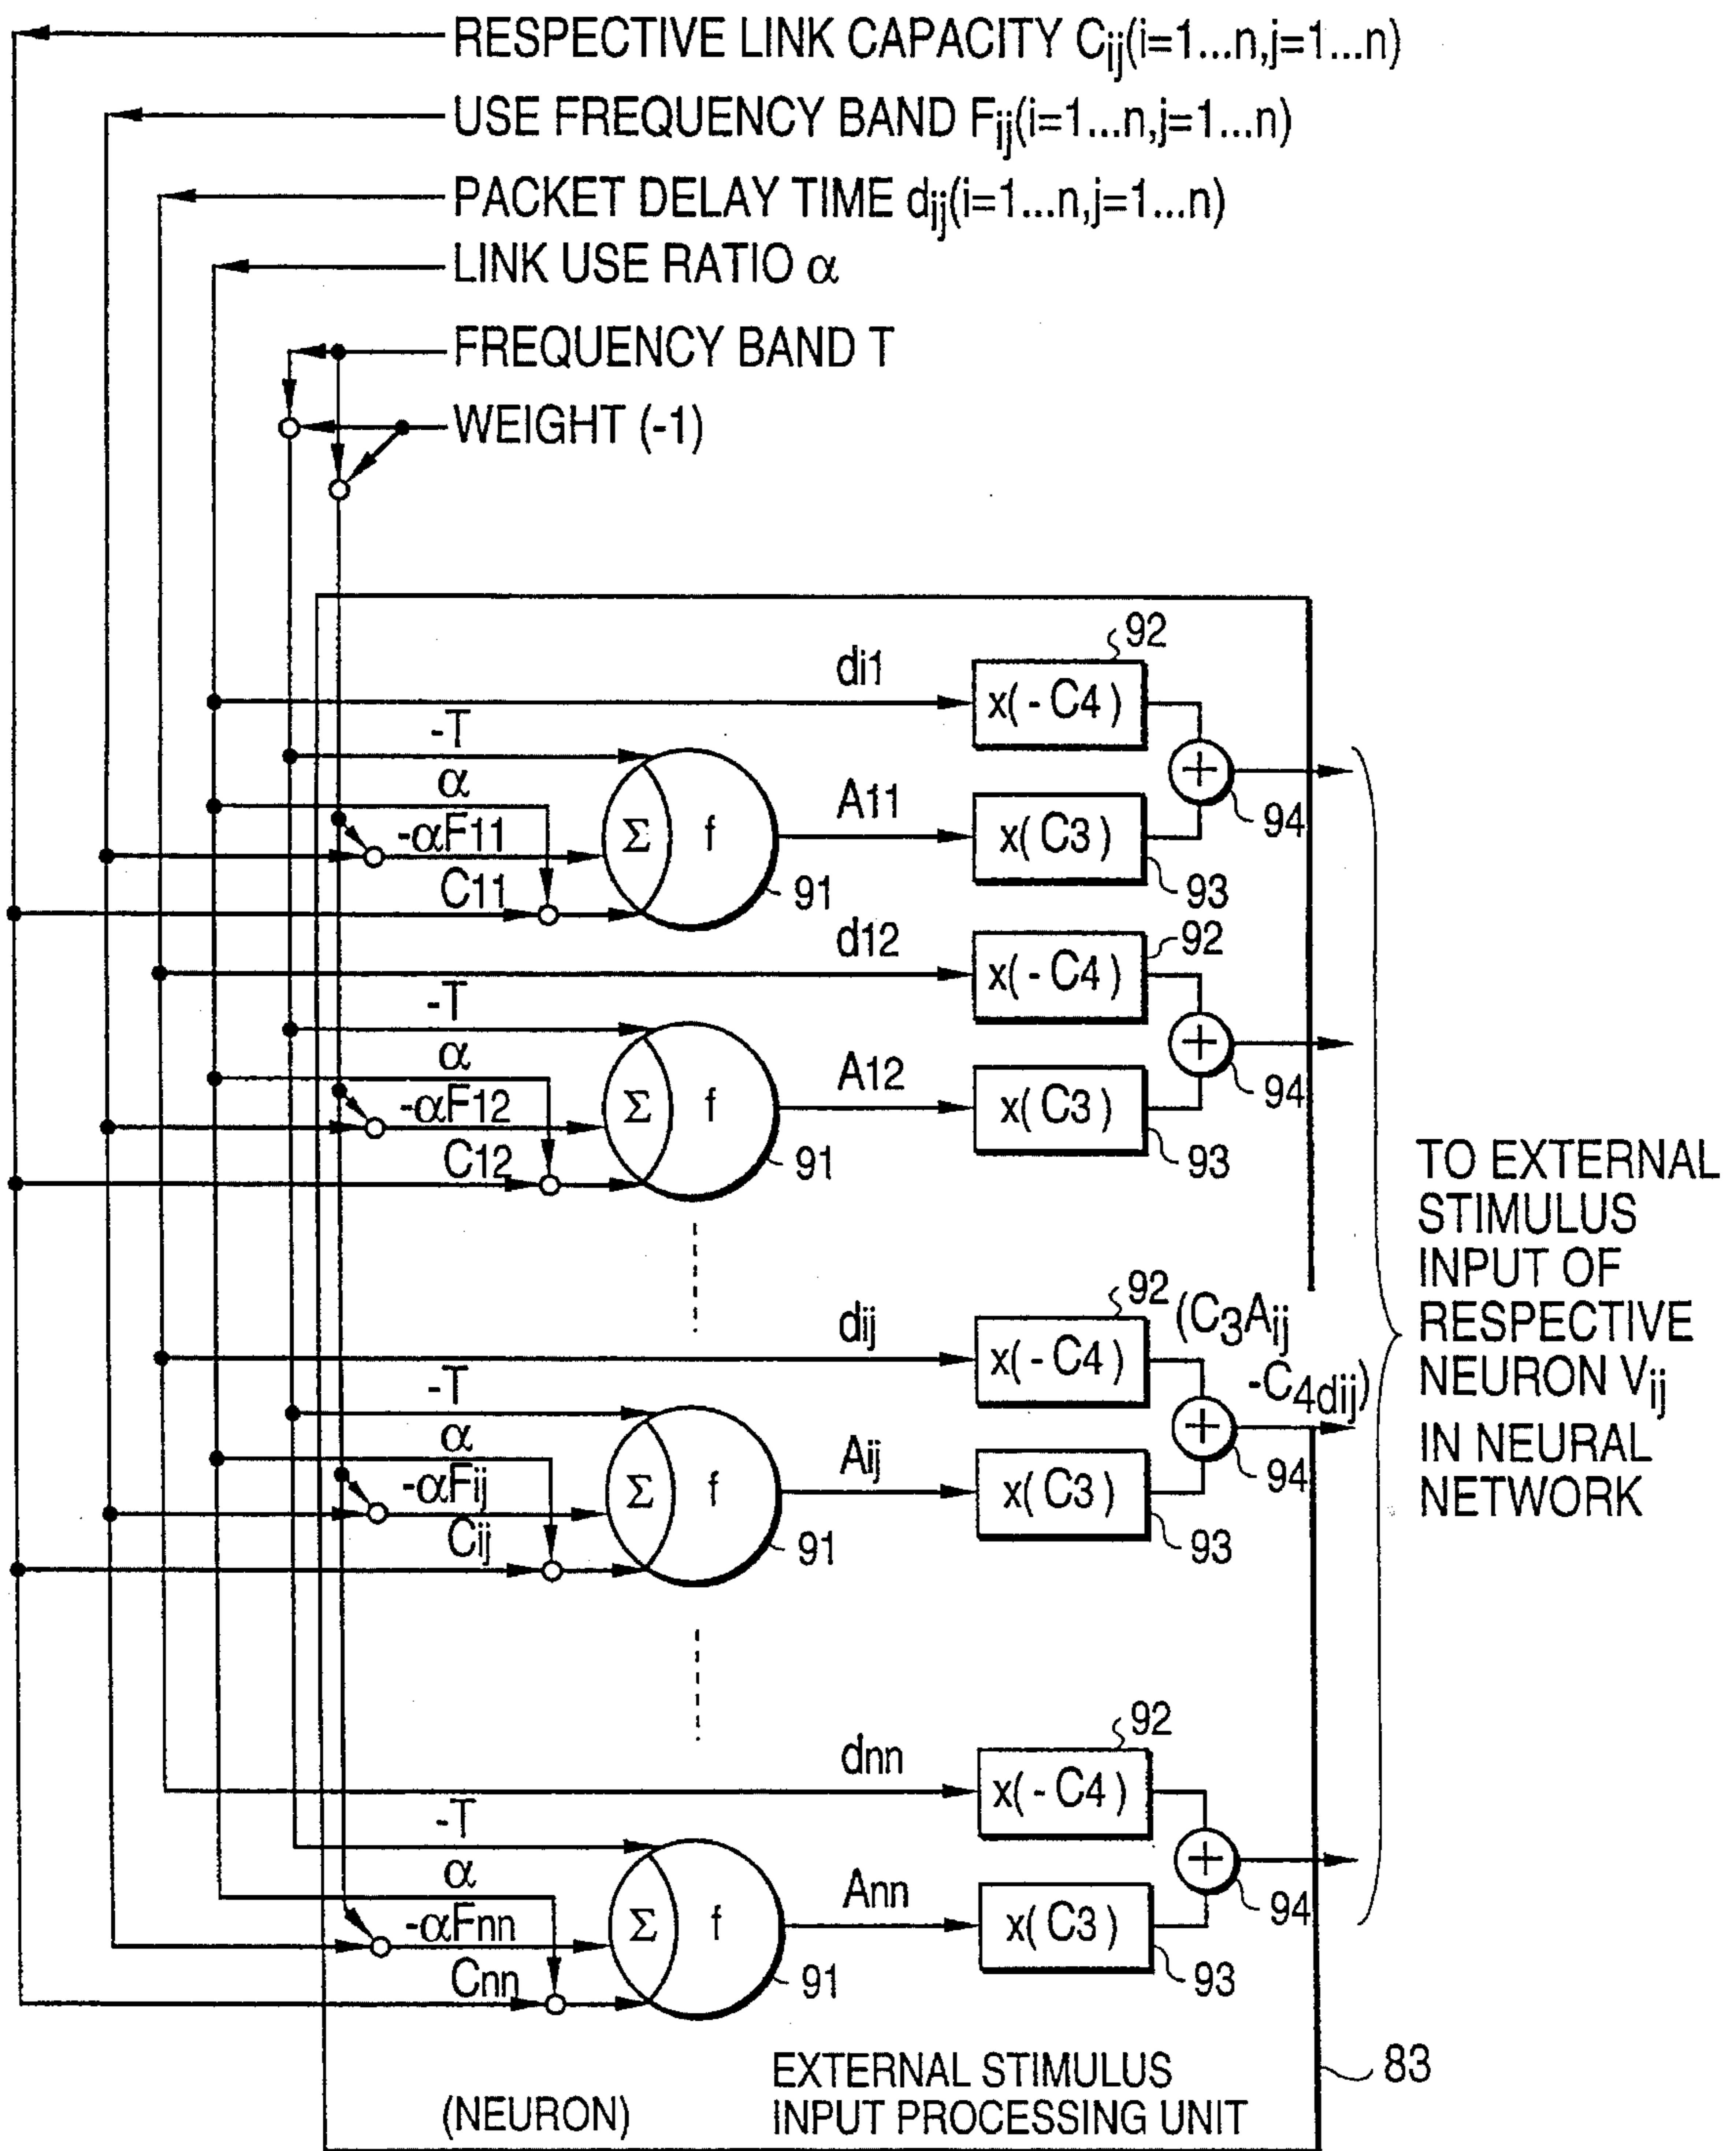 RESPECTIVE LINK CAPACITY Cij(i=1...n,j=1...n)
USE FREQUENCY BAND Fij(i=1...n,j=1...n)
PACKET DELAY TIME dij(i=1...n,j=1...n)
LINK USE RATIO α
FREQUENCY BAND T
WEIGHT (-1)
di1
92
x(-C4)
-T
α
-αF11
C11
Σ
f
91
A11
x(C3)
93
+
94
d12
92
x(-C4)
-T
α
-αF12
C12
Σ
f
91
A12
x(C3)
93
+
94
dij
92
x(-C4)
(C3Aij
-C4dij)
-T
α
-αFij
Cij
Σ
f
91
Aij
x(C3)
93
+
94
dnn
92
x(-C4)
-T
α
-αFnn
Cnn
Σ
f
91
Ann
x(C3)
93
+
94
TO EXTERNAL
STIMULUS
INPUT OF
RESPECTIVE
NEURON Vij
IN NEURAL
NETWORK
(NEURON)
EXTERNAL STIMULUS
INPUT PROCESSING UNIT
83